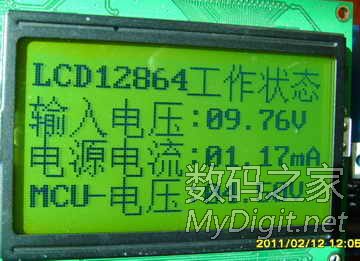 LCD12864工作状态
输入电压:09.76V
电源电流:01.17mA
MCU-电压
数码之家
MyDigit.net
2011/02/12 12:05